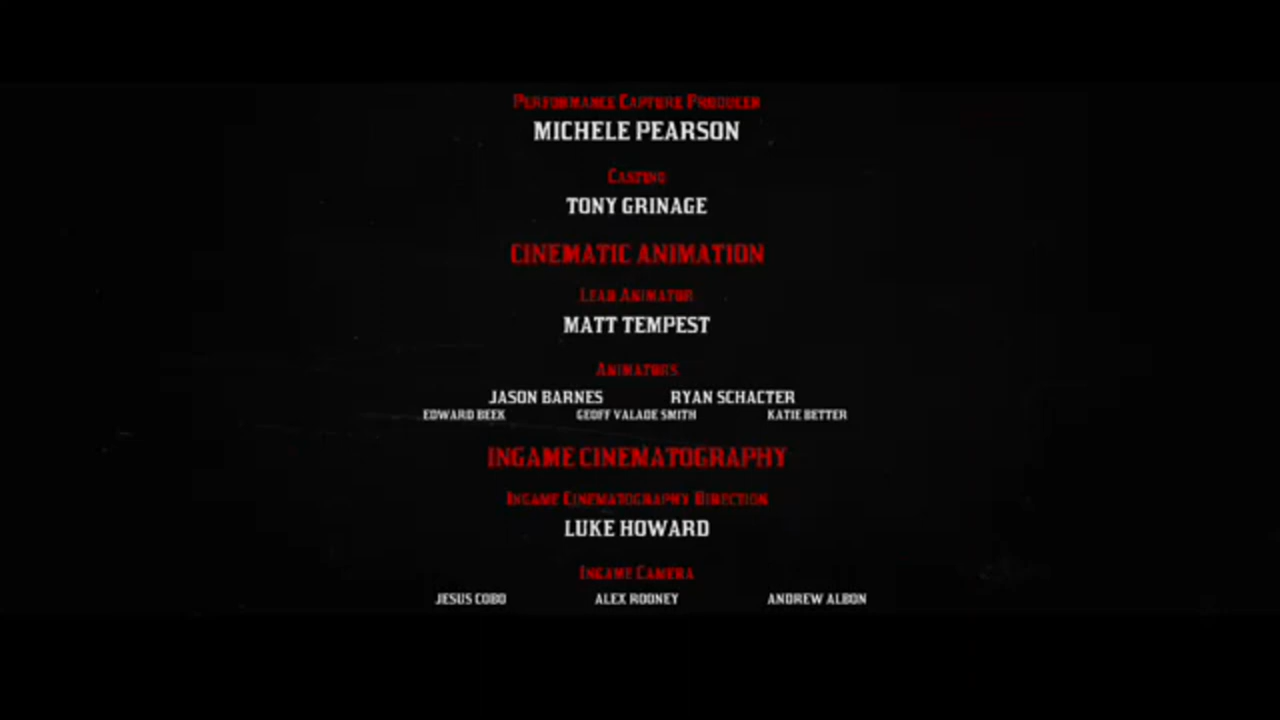 PERFORMANCE CAPTURE PRODUCER
MICHELE PEARSON
CASTING
TONY GRINAGE
CINEMATIC ANIMATION
LEAD ANIMATOR
MATT TEMPEST
ANIMATORS
JASON BARNES RYAN SCHACTER
EDWARD BEEK GEOFF VALADE SMITH KATIE BETTER
INGAME CINEMATOGRAPHY
INGAME CINEMATOGRAPHY DIRECTION
LUKE HOWARD
INGAME CAMERA
JESUS COBO ALEX ROONEY ANDREW ALBON